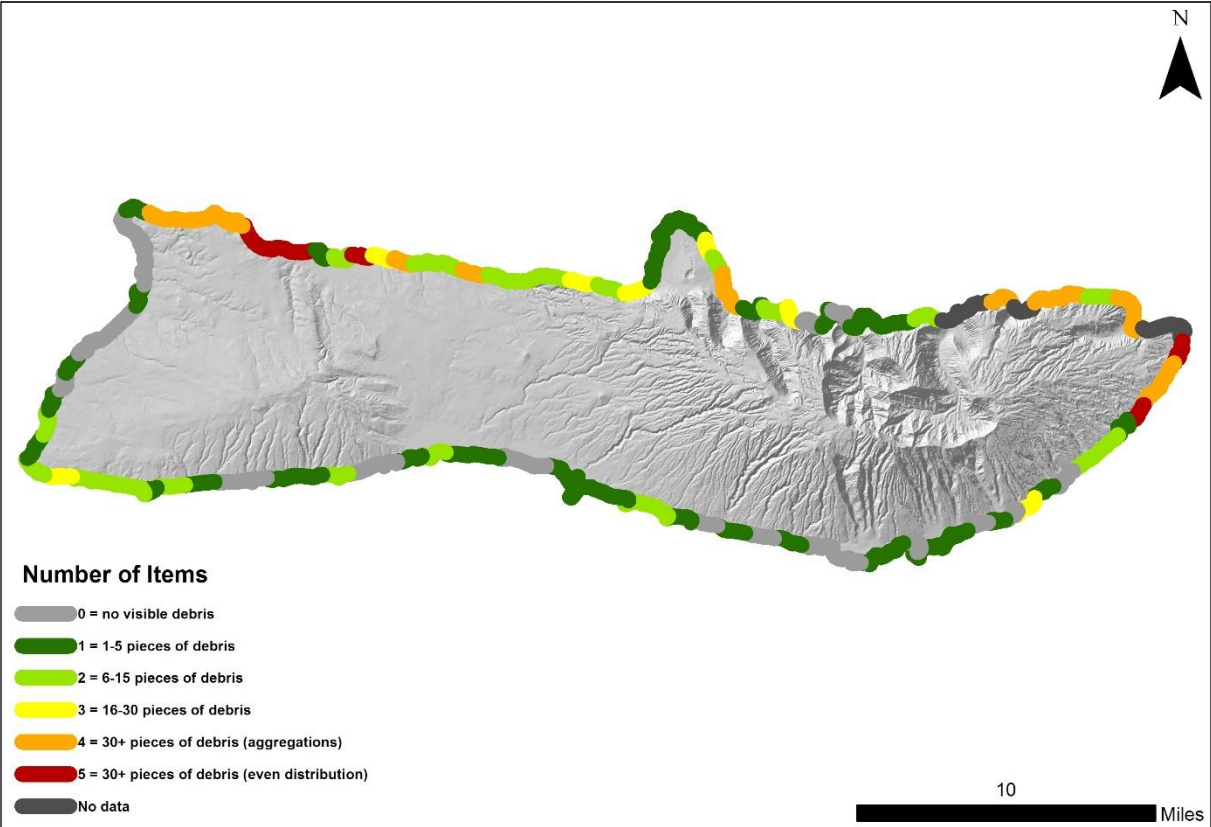 N
Number of Items
0 = no visible debris
1 = 1-5 pieces of debris
2 = 6-15 pieces of debris
3 = 16-30 pieces of debris
4 = 30+ pieces of debris (aggregations)
5 = 30+ pieces of debris (even distribution)
No data
10
Miles